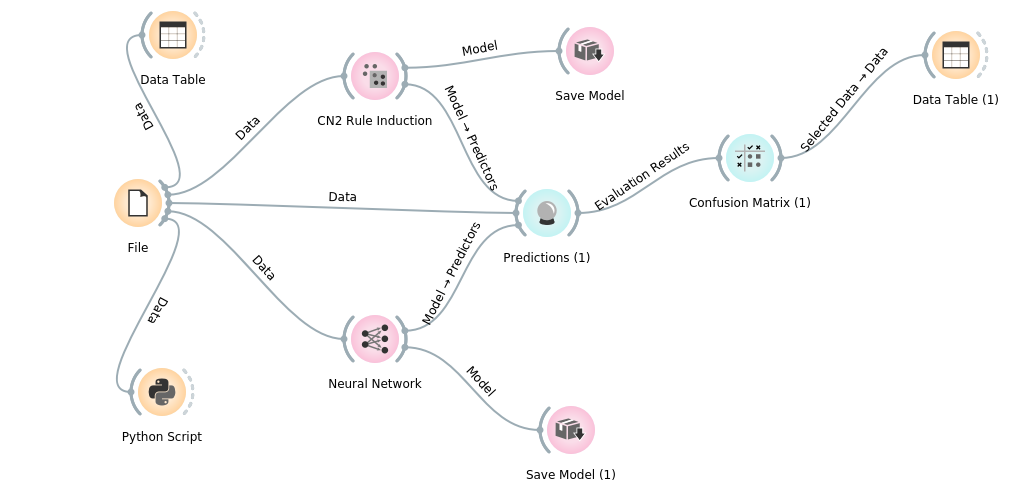 Data Table
Data
Data
CN2 Rule Induction
Model
Save Model
Model → Predictors
Selected Data → Data
Data Table (1)
Evaluation Results
Confusion Matrix (1)
File
Data
Predictions (1)
Data
Data
Model → Predictors
Neural Network
Model
Python Script
Save Model (1)